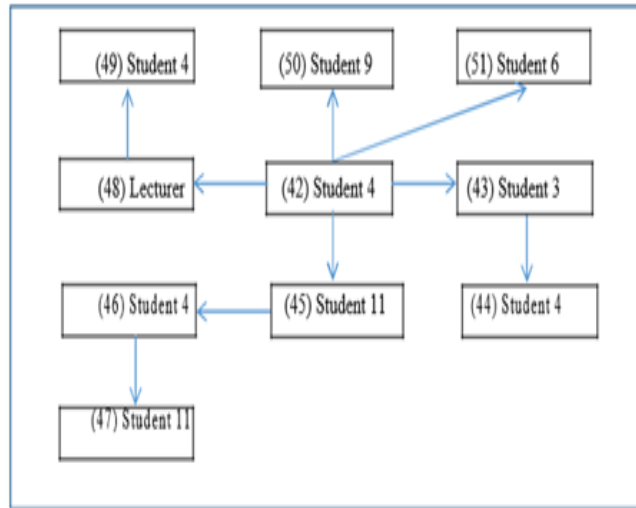 (49) Student 4
(50) Student 9
(51) Student 6
(48) Lecturer
(42) Student 4
(43) Student 3
(46) Student 4
(45) Student 11
(44) Student 4
(47) Student 11